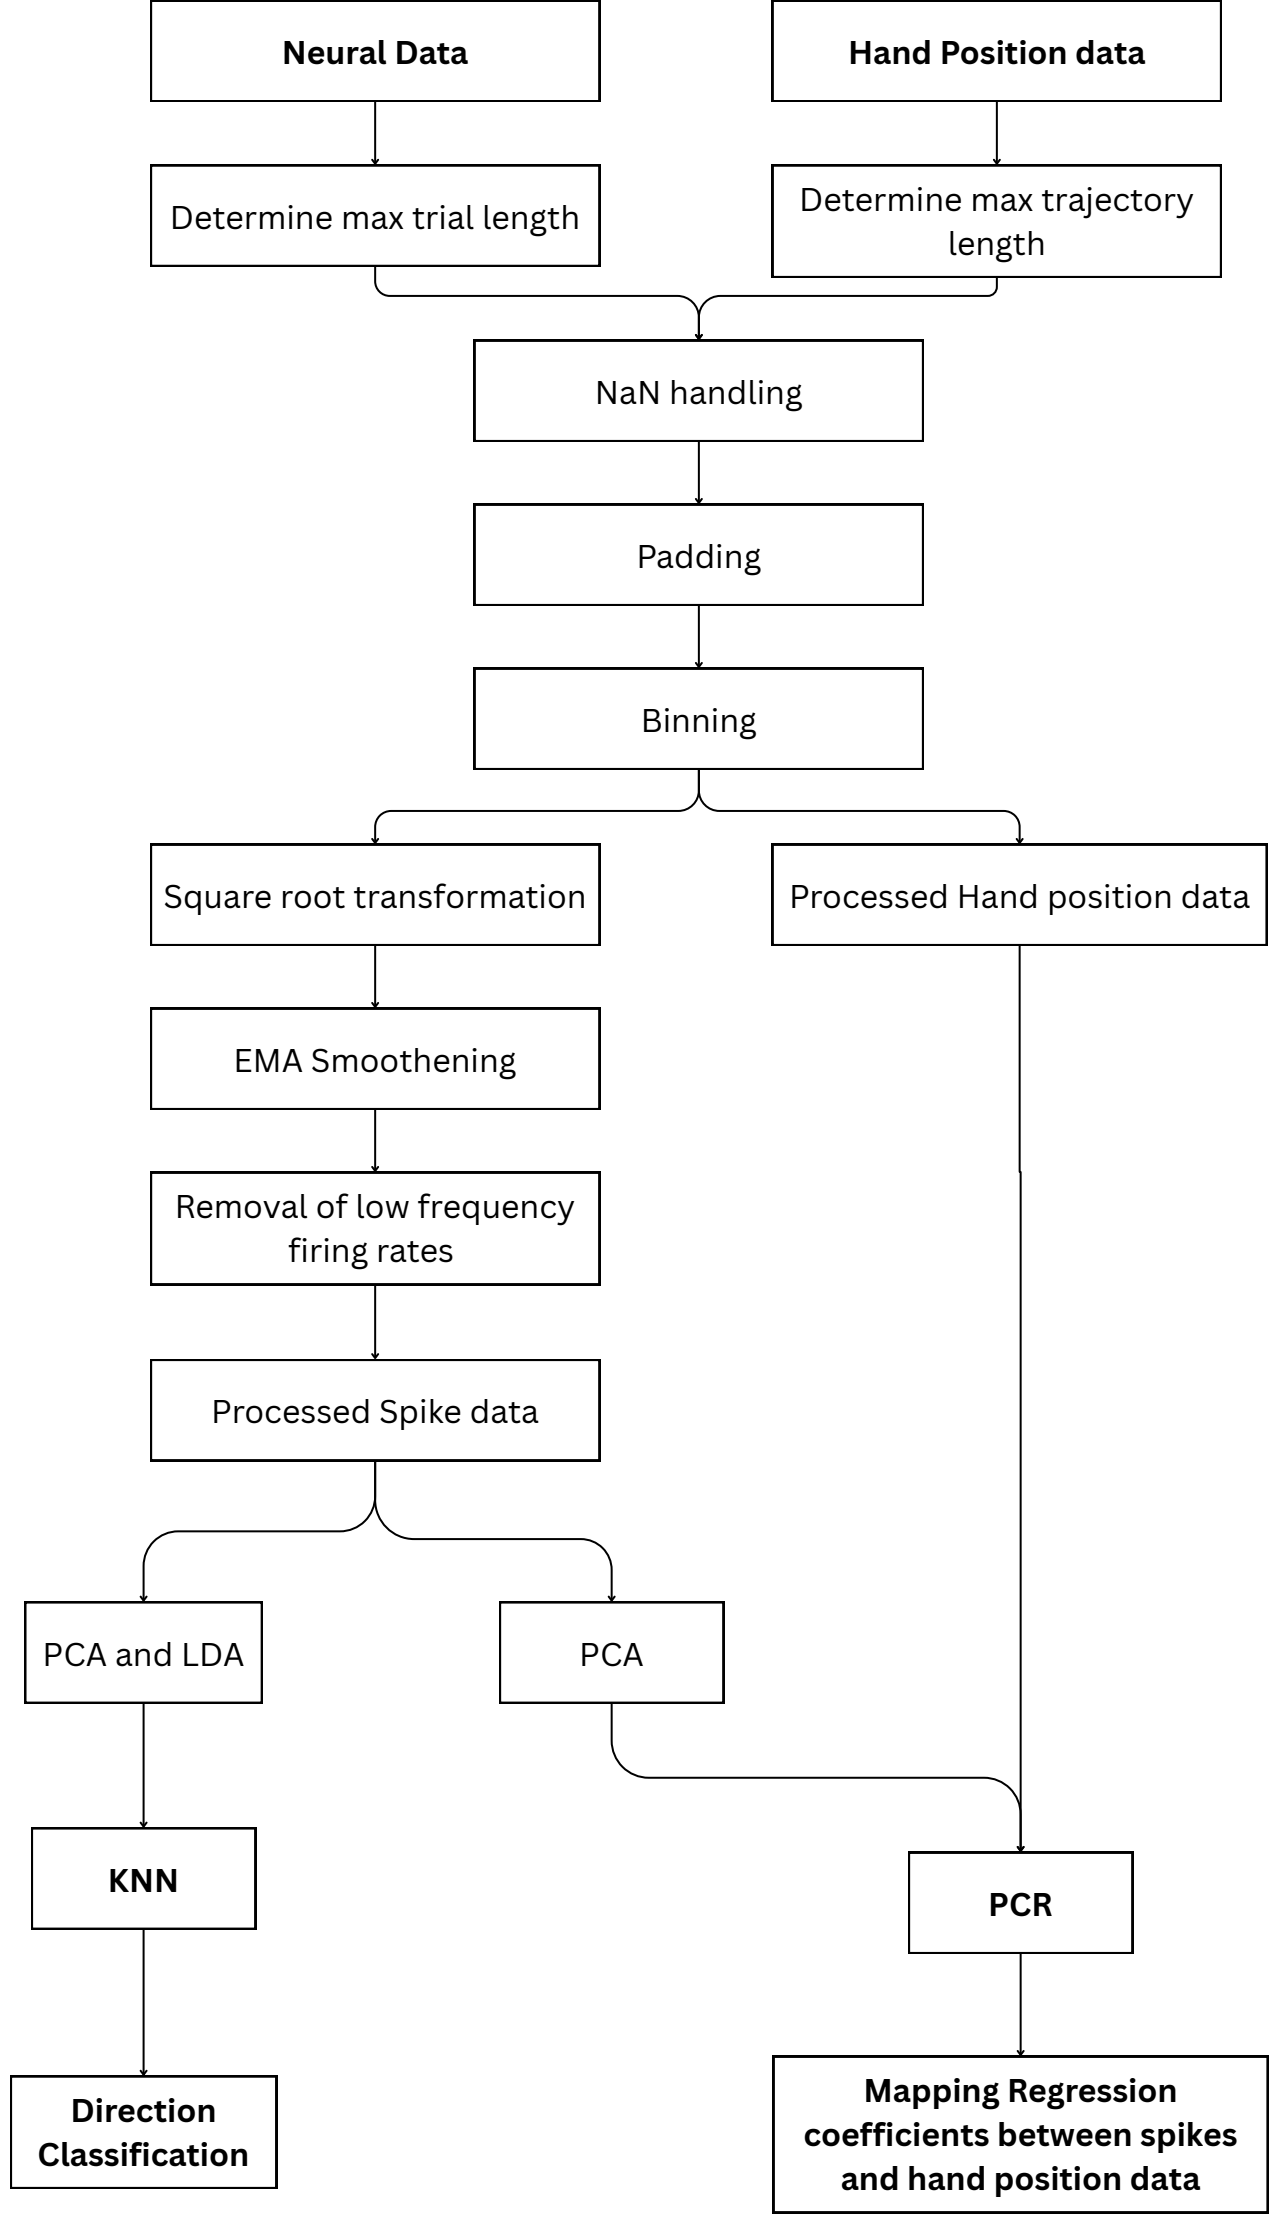 Neural Data
Hand Position data
Determine max trial length
Determine max trajectory
length
NaN handling
Padding
Binning
Square root transformation
Processed Hand position data
EMA Smoothening
Removal of low frequency
firing rates
Processed Spike data
PCA and LDA
PCA
KNN
PCR
Direction
Classification
Mapping Regression
coefficients between spikes
and hand position data